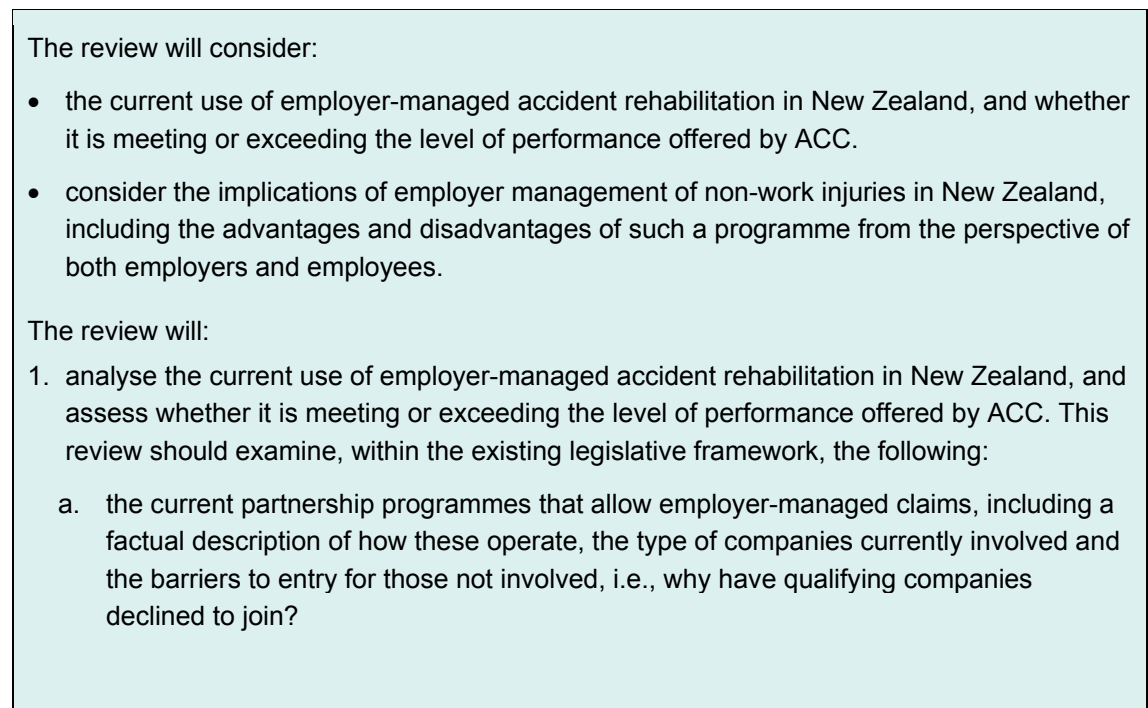 The review will consider:
• the current use of employer-managed accident rehabilitation in New Zealand, and whether
it is meeting or exceeding the level of performance offered by ACC.
• consider the implications of employer management of non-work injuries in New Zealand,
including the advantages and disadvantages of such a programme from the perspective of
both employers and employees.
The review will:
1. analyse the current use of employer-managed accident rehabilitation in New Zealand, and
assess whether it is meeting or exceeding the level of performance offered by ACC. This
review should examine, within the existing legislative framework, the following:
a. the current partnership programmes that allow employer-managed claims, including a
factual description of how these operate, the type of companies currently involved and
the barriers to entry for those not involved, i.e., why have qualifying companies
declined to join?